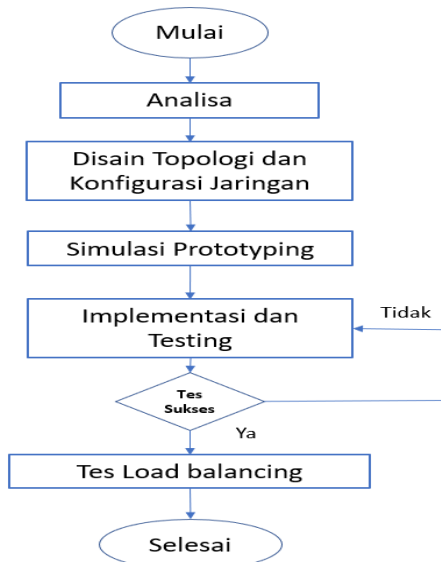 Mulai
Analisa
Disain Topologi dan
Konfigurasi Jaringan
Simulasi Prototyping
Implementasi dan
Testing
Tidak
Tes
Sukses
Ya
Tes Load balancing
Selesai